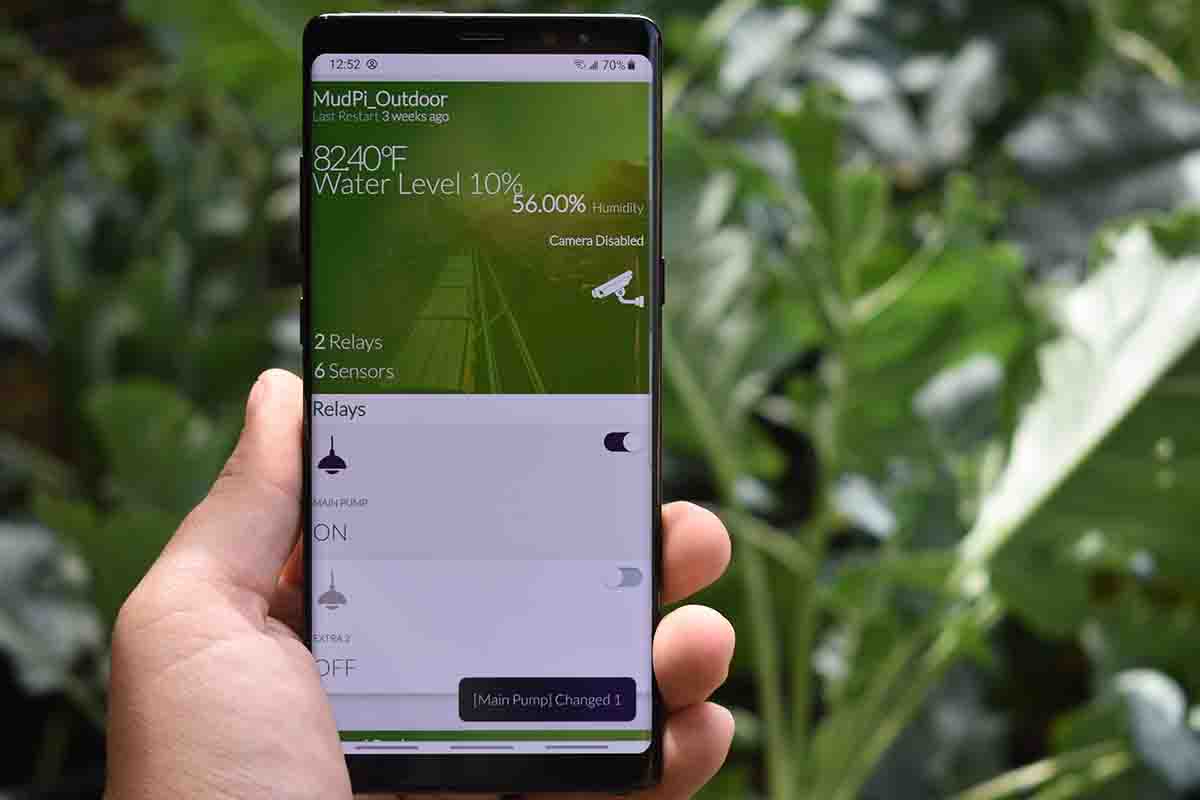 12:52 70%
MudPi_Outdoor
Last Restart 3 weeks ago
82.40°F
Water Level 10%
56.00% Humidity
Camera Disabled
2 Relays
6 Sensors
Relays
MAIN PUMP
ON
EXTRA 2
OFF
[Main Pump] Changed 1